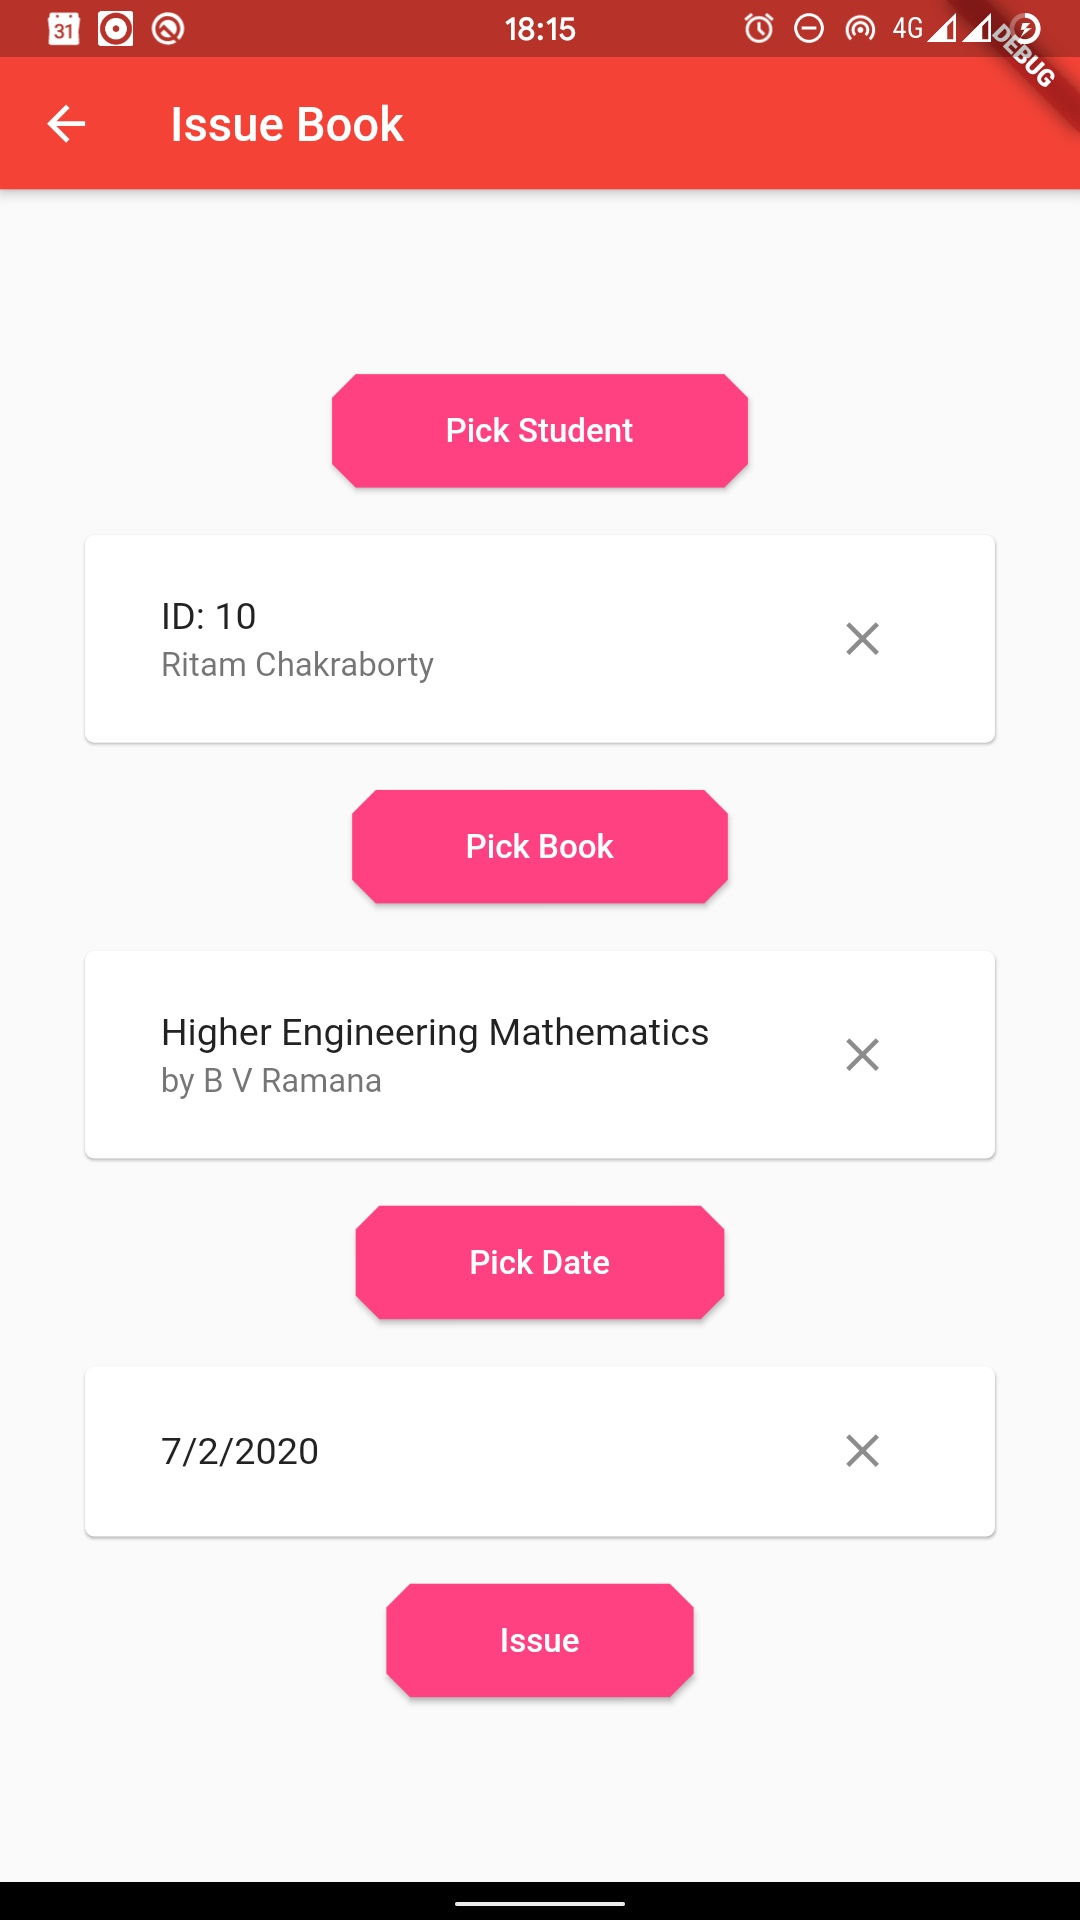 31
18:15
4G
DEBUG
Issue Book
Pick Student
ID: 10
Ritam Chakraborty
Pick Book
Higher Engineering Mathematics
by B V Ramana
Pick Date
7/2/2020
Issue